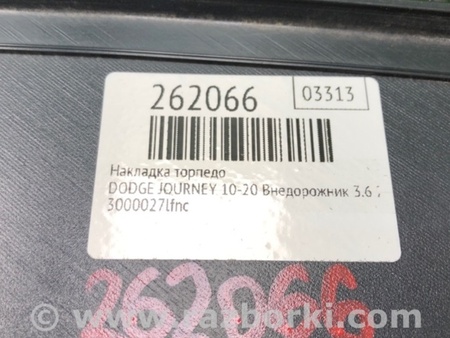 262066
03313
Накладка торпедо
DODGE JOURNEY 10-20 Внедорожник 3.6
3000027lfnc
262066
www.razborki.com